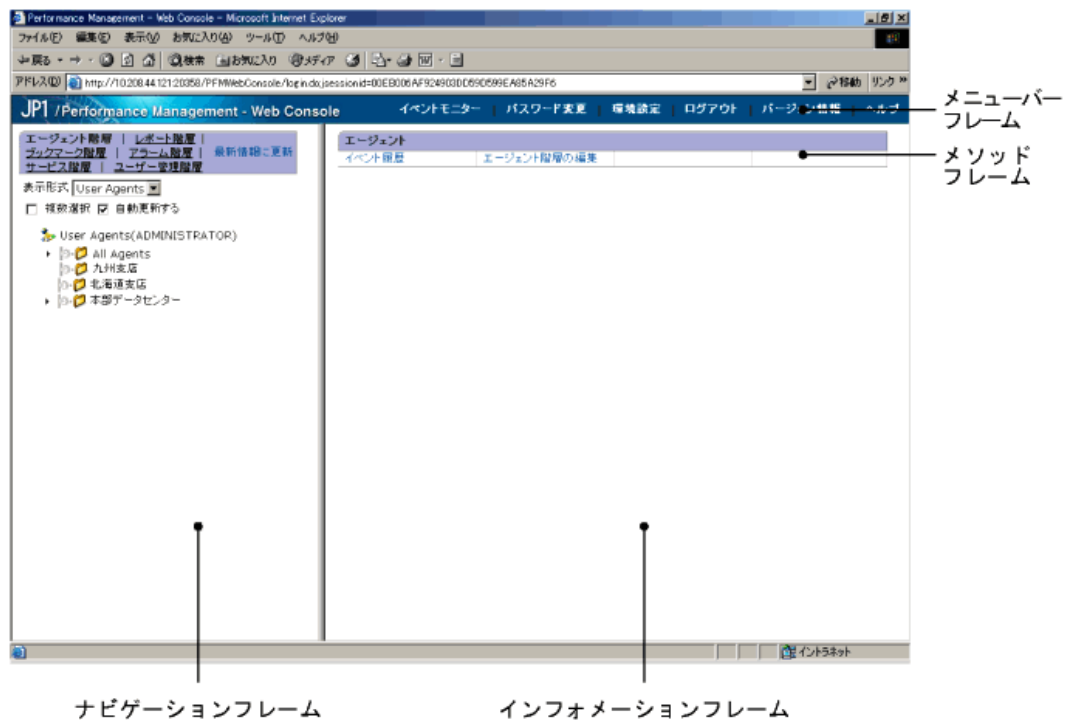 Performance Management - Web Console - Microsoft Internet Explorer
ファイル(F) 編集(E) 表示(V) お気に入り(A) ツール(T) ヘルプ(H)
戻る 検索 お気に入り メディア
アドレス(D) 移動 リンク »
JP1 /Performance Management - Web Console イベントモニター | パスワード変更 | 環境設定 | ログアウト | バージョン情報 | ヘルプ
メニューバー
フレーム
エージェント階層 | レポート階層 |
ブックマーク階層 | アラーム階層 | 最新情報に更新
サービス階層 | ユーザー管理階層
エージェント
イベント履歴 エージェント階層の編集
メソッド
フレーム
表示形式 User Agents
複数選択 自動更新する
User Agents(ADMINISTRATOR)
All Agents
九州支店
北海道支店
本部データセンター
イントラネット
ナビゲーションフレーム インフォメーションフレーム